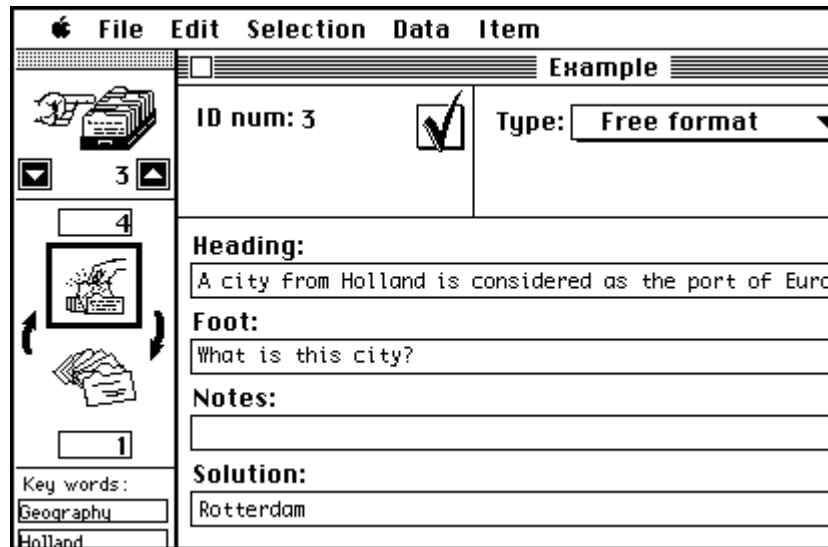 File Edit Selection Data Item
Example
ID num: 3
Type: Free format
3
4
Heading:
A city from Holland is considered as the port of Euro
Foot:
What is this city?
Notes:
1
Solution:
Rotterdam
Key words:
Geography
Holland